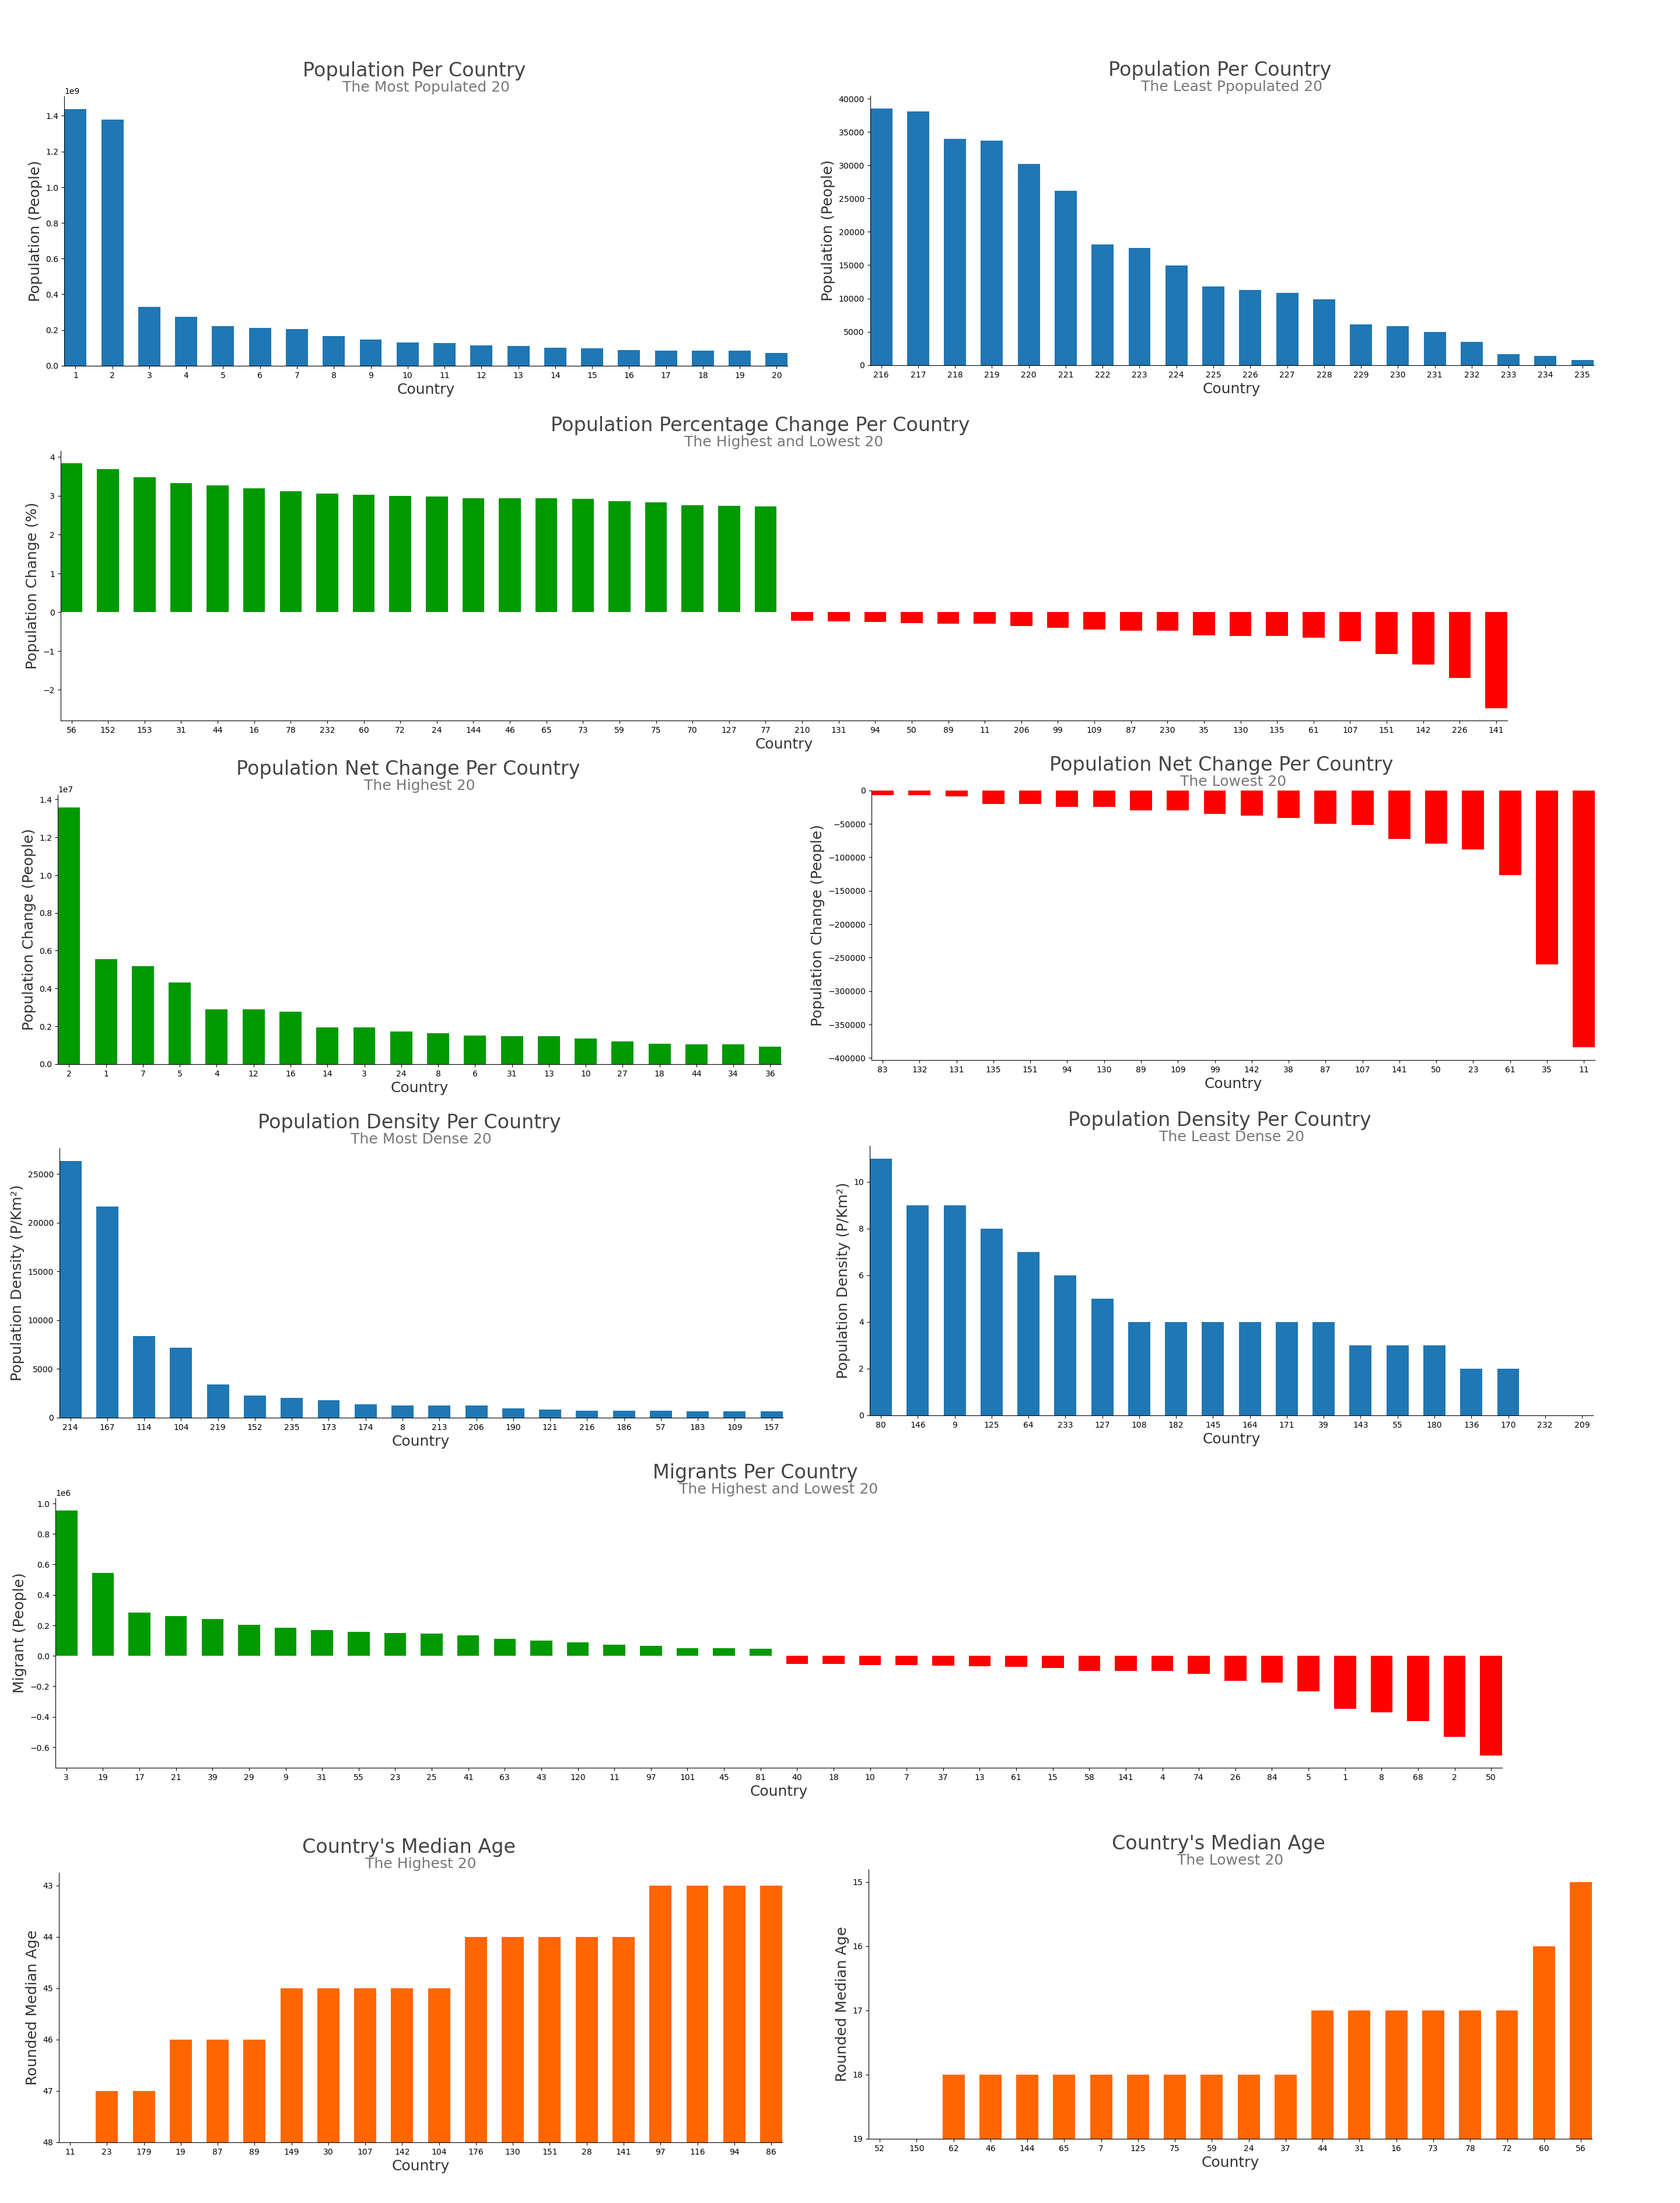 Population Per Country
The Most Populated 20
1e9
1.4
1.2
1.0
0.8
0.6
0.4
0.2
0.0
Population (People)
1 2 3 4 5 6 7 8 9 10 11 12 13 14 15 16 17 18 19 20
Country
Population Per Country
The Least Ppopulated 20
40000
35000
30000
25000
20000
15000
10000
5000
0
Population (People)
216 217 218 219 220 221 222 223 224 225 226 227 228 229 230 231 232 233 234 235
Country
Population Percentage Change Per Country
The Highest and Lowest 20
4
3
2
1
0
−1
−2
Population Change (%)
56 152 153 31 44 16 78 232 60 72 24 144 46 65 73 59 75 70 127 77 210 131 94 50 89 11 206 99 109 87 230 35 130 135 61 107 151 142 226 141
Country
Population Net Change Per Country
The Highest 20
1e7
1.4
1.2
1.0
0.8
0.6
0.4
0.2
0.0
Population Change (People)
2 1 7 5 4 12 16 14 3 24 8 6 31 13 10 27 18 44 34 36
Country
Population Net Change Per Country
The Lowest 20
0
−50000
−100000
−150000
−200000
−250000
−300000
−350000
−400000
Population Change (People)
83 132 131 135 151 94 130 89 109 99 142 38 87 107 141 50 23 61 35 11
Country
Population Density Per Country
The Most Dense 20
25000
20000
15000
10000
5000
0
Population Density (P/Km²)
214 167 114 104 219 152 235 173 174 8 213 206 190 121 216 186 57 183 109 157
Country
Population Density Per Country
The Least Dense 20
10
8
6
4
2
0
Population Density (P/Km²)
80 146 9 125 64 233 127 108 182 145 164 171 39 143 55 180 136 170 232 209
Country
Migrants Per Country
The Highest and Lowest 20
1e6
1.0
0.8
0.6
0.4
0.2
0.0
−0.2
−0.4
−0.6
Migrant (People)
3 19 17 21 39 29 9 31 55 23 25 41 63 43 120 11 97 101 45 81 40 18 10 7 37 13 61 15 58 141 4 74 26 84 5 1 8 68 2 50
Country
Country's Median Age
The Highest 20
43
44
45
46
47
48
Rounded Median Age
11 23 179 19 87 89 149 30 107 142 104 176 130 151 28 141 97 116 94 86
Country
Country's Median Age
The Lowest 20
15
16
17
18
19
Rounded Median Age
52 150 62 46 144 65 7 125 75 59 24 37 44 31 16 73 78 72 60 56
Country